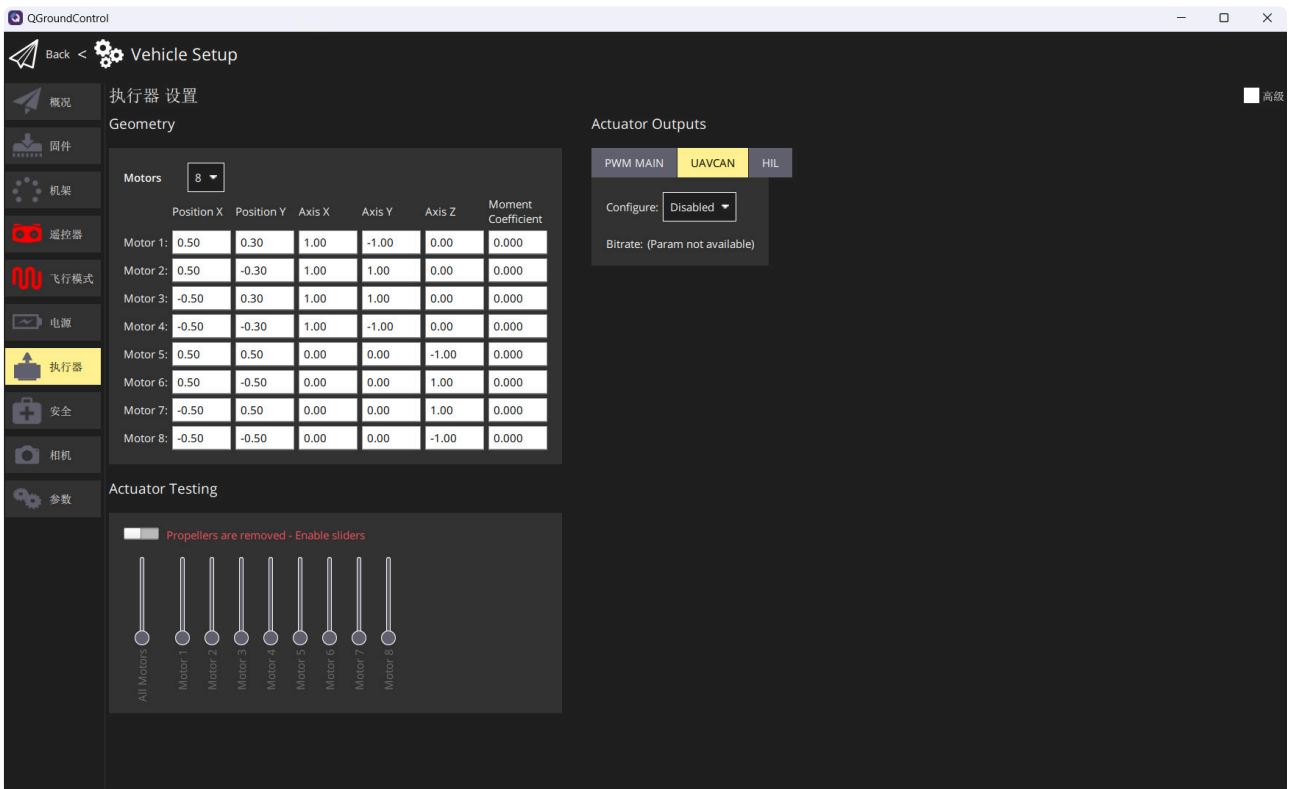 QGroundControl
Back < Vehicle Setup
概况
固件
机架
遥控器
飞行模式
电源
执行器
安全
相机
参数
执行器 设置
高级
Geometry
Motors 8
Position X Position Y Axis X Axis Y Axis Z Moment Coefficient
Motor 1: 0.50 0.30 1.00 -1.00 0.00 0.000
Motor 2: 0.50 -0.30 1.00 1.00 0.00 0.000
Motor 3: -0.50 0.30 1.00 1.00 0.00 0.000
Motor 4: -0.50 -0.30 1.00 -1.00 0.00 0.000
Motor 5: 0.50 0.50 0.00 0.00 -1.00 0.000
Motor 6: 0.50 -0.50 0.00 0.00 1.00 0.000
Motor 7: -0.50 0.50 0.00 0.00 1.00 0.000
Motor 8: -0.50 -0.50 0.00 0.00 -1.00 0.000
Actuator Testing
Propellers are removed - Enable sliders
All Motors
Motor 1
Motor 2
Motor 3
Motor 4
Motor 5
Motor 6
Motor 7
Motor 8
Actuator Outputs
PWM MAIN UAVCAN HIL
Configure: Disabled
Bitrate: (Param not available)